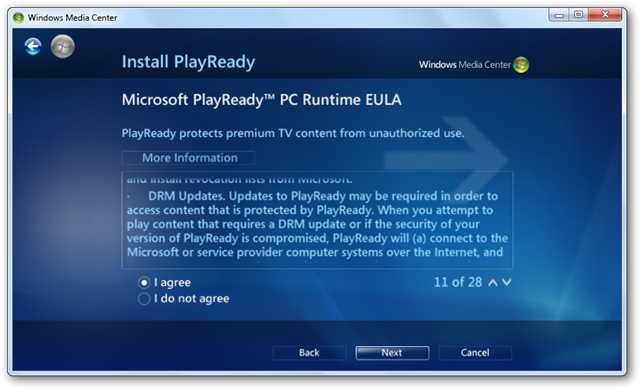 Windows Media Center
Install PlayReady
Windows Media Center
Microsoft PlayReady™ PC Runtime EULA
PlayReady protects premium TV content from unauthorized use.
More Information
and install revocation lists from Microsoft.
· DRM Updates. Updates to PlayReady may be required in order to
access content that is protected by PlayReady. When you attempt to
play content that requires a DRM update or if the security of your
version of PlayReady is compromised, PlayReady will (a) connect to the
Microsoft or service provider computer systems over the Internet, and
I agree
11 of 28
I do not agree
Back
Next
Cancel